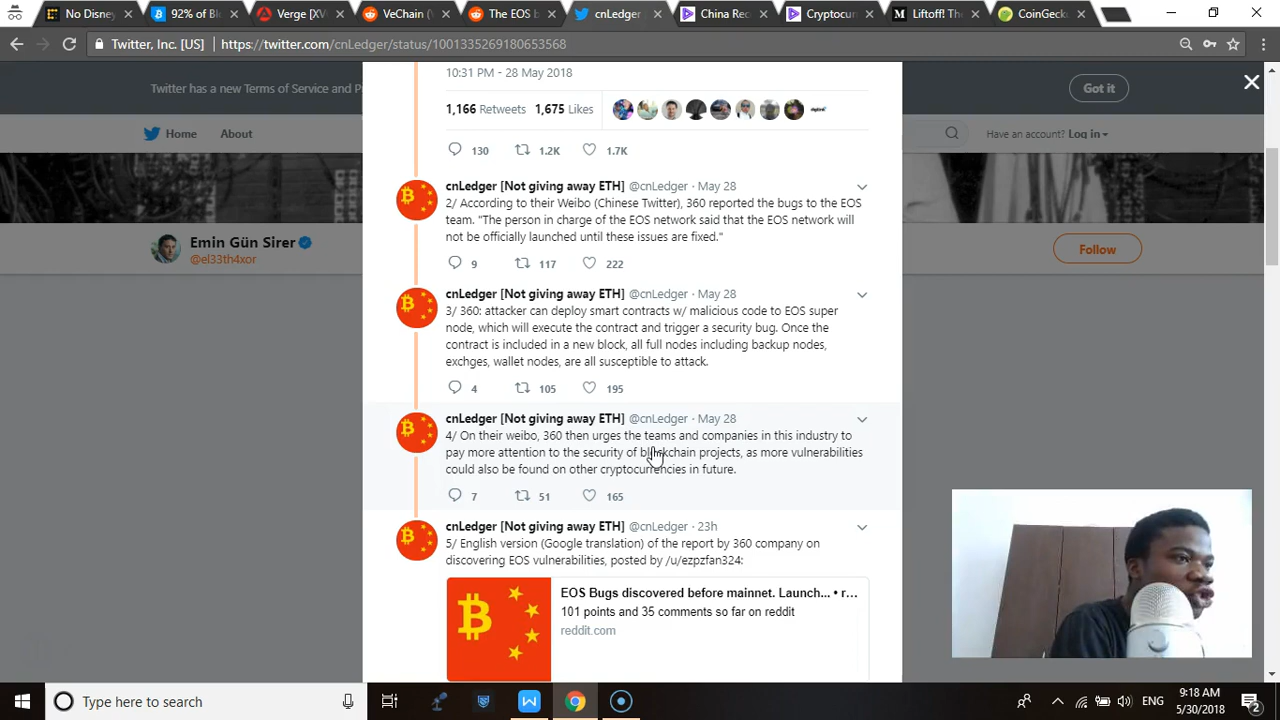 No Disney
92% of Bl
Verge [XV
VeChain (V
The EOS b
cnLedger
China Rec
Cryptocur
Liftoff! The
CoinGeck
Twitter, Inc. [US] | https://twitter.com/cnLedger/status/1001335269180653568
Twitter has a new Terms of Service and P
Got it
Home About
Have an account? Log in
Emin Gün Sirer
@el33th4xor
Follow
10:31 PM - 28 May 2018
1,166 Retweets 1,675 Likes
130 1.2K 1.7K
cnLedger [Not giving away ETH] @cnLedger · May 28
2/ According to their Weibo (Chinese Twitter), 360 reported the bugs to the EOS
team. "The person in charge of the EOS network said that the EOS network will
not be officially launched until these issues are fixed."
9 117 222
cnLedger [Not giving away ETH] @cnLedger · May 28
3/ 360: attacker can deploy smart contracts w/ malicious code to EOS super
node, which will execute the contract and trigger a security bug. Once the
contract is included in a new block, all full nodes including backup nodes,
exchges, wallet nodes, are all susceptible to attack.
4 105 195
cnLedger [Not giving away ETH] @cnLedger · May 28
4/ On their weibo, 360 then urges the teams and companies in this industry to
pay more attention to the security of blockchain projects, as more vulnerabilities
could also be found on other cryptocurrencies in future.
7 51 165
cnLedger [Not giving away ETH] @cnLedger · 23h
5/ English version (Google translation) of the report by 360 company on
discovering EOS vulnerabilities, posted by /u/ezpzfan324:
EOS Bugs discovered before mainnet. Launch... • r...
101 points and 35 comments so far on reddit
reddit.com
Type here to search
ENG
9:18 AM
5/30/2018
2